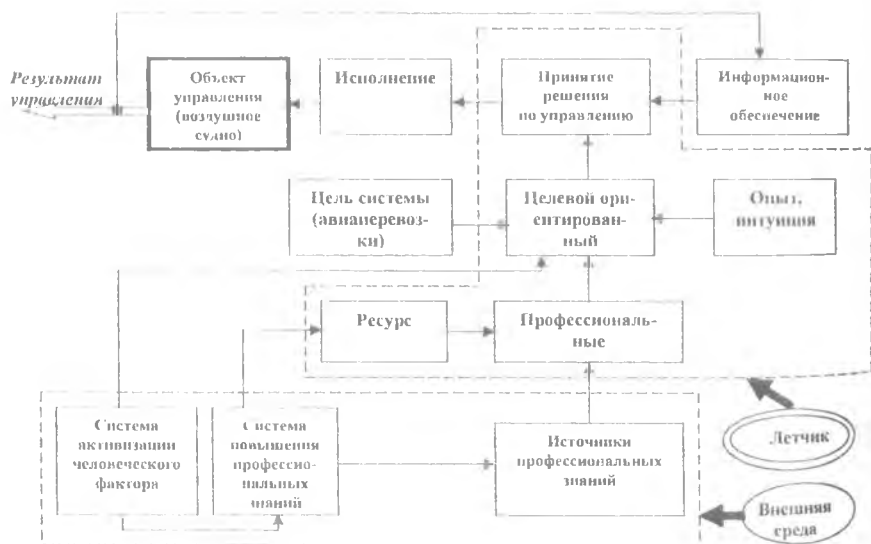 Результат
управления
Объект
управления
(воздушное
судно)
Исполнение
Принятие
решения
по управлению
Информацион-
ное
обеспечение
Цель системы
(авиаперевоз-
ки)
Целевой ори-
ентирован-
ный
Опыт,
интуиция
Ресурс
Профессиональ-
ные
Система
активизации
человеческого
фактора
Система
повышения
профессио-
нальных
знаний
Источники
профессиональных
знаний
Летчик
Внешняя
среда